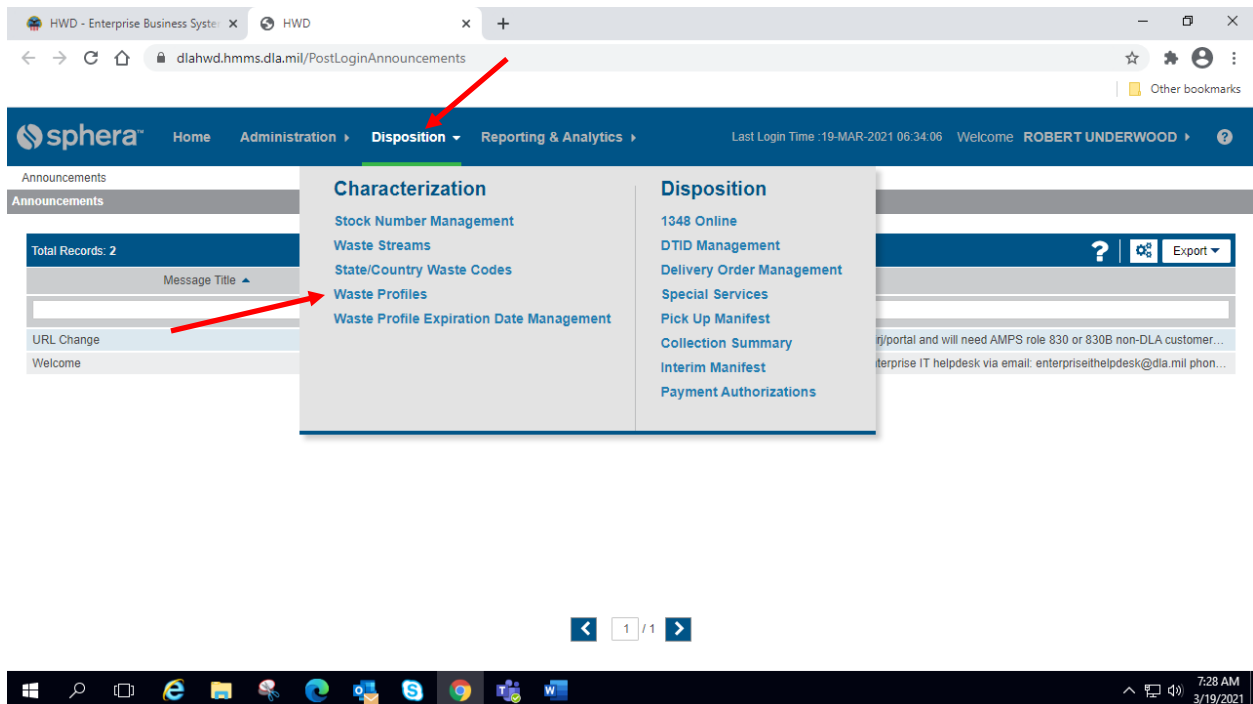 HWD - Enterprise Business System
HWD
dlahwd.hmms.dla.mil/PostLoginAnnouncements
Other bookmarks
sphera™ Home Administration Disposition Reporting & Analytics Last Login Time :19-MAR-2021 06:34:06 Welcome ROBERT UNDERWOOD ?
Announcements
Announcements
Characterization
Stock Number Management
Waste Streams
State/Country Waste Codes
Waste Profiles
Waste Profile Expiration Date Management
Disposition
1348 Online
DTID Management
Delivery Order Management
Special Services
Pick Up Manifest
Collection Summary
Interim Manifest
Payment Authorizations
Total Records: 2 ? Export
Message Title
URL Change rj/portal and will need AMPS role 830 or 830B non-DLA customer...
Welcome terprise IT helpdesk via email: enterpriseithelpdesk@dla.mil phon...
1 / 1
7:28 AM
3/19/2021